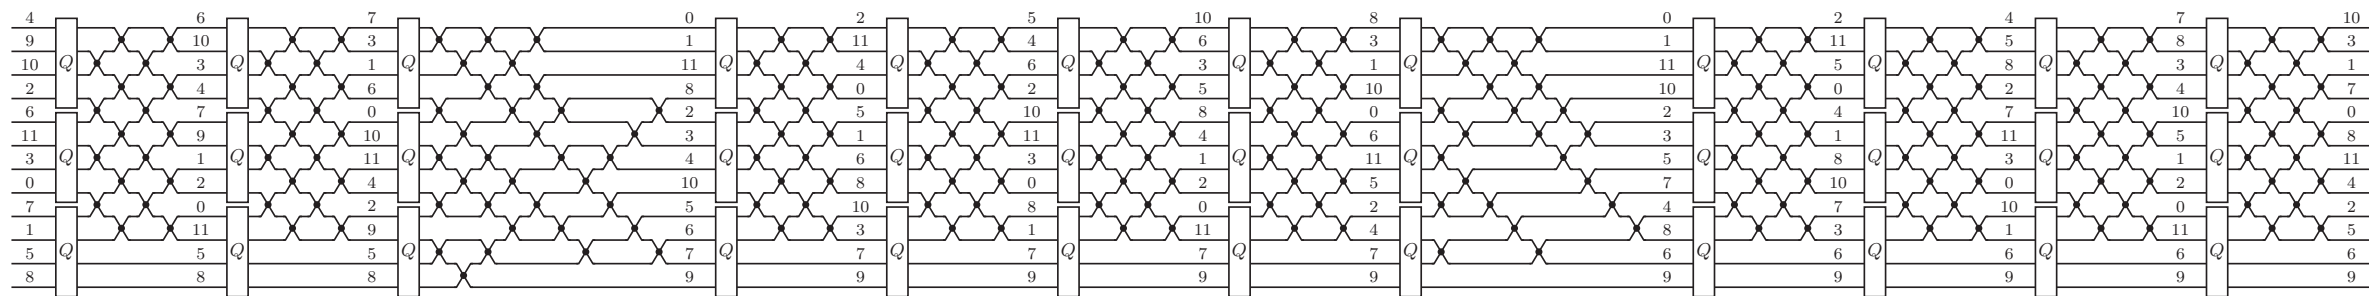 4 6 7 0 2 5 10 8 0 2 4 7 10
9 10 3 1 11 4 6 3 1 11 5 8 3
10 Q 3 Q 1 Q 11 Q 4 Q 6 Q 3 Q 1 Q 11 Q 5 Q 8 Q 3 Q 1
2 4 6 8 0 2 5 10 10 0 2 4 7
6 7 0 2 5 10 8 0 2 4 7 10 0
11 9 10 3 1 11 4 6 3 1 11 5 8
3 Q 1 Q 11 Q 4 Q 6 Q 3 Q 1 Q 11 Q 5 Q 8 Q 3 Q 1 Q 11
0 2 4 10 8 0 2 5 7 10 0 2 4
7 0 2 5 10 8 0 2 4 7 10 0 2
1 11 9 6 3 1 11 4 8 3 1 11 5
5 Q 5 Q 5 Q 7 Q 7 Q 7 Q 7 Q 7 Q 6 Q 6 Q 6 Q 6 Q 6
8 8 8 9 9 9 9 9 9 9 9 9 9